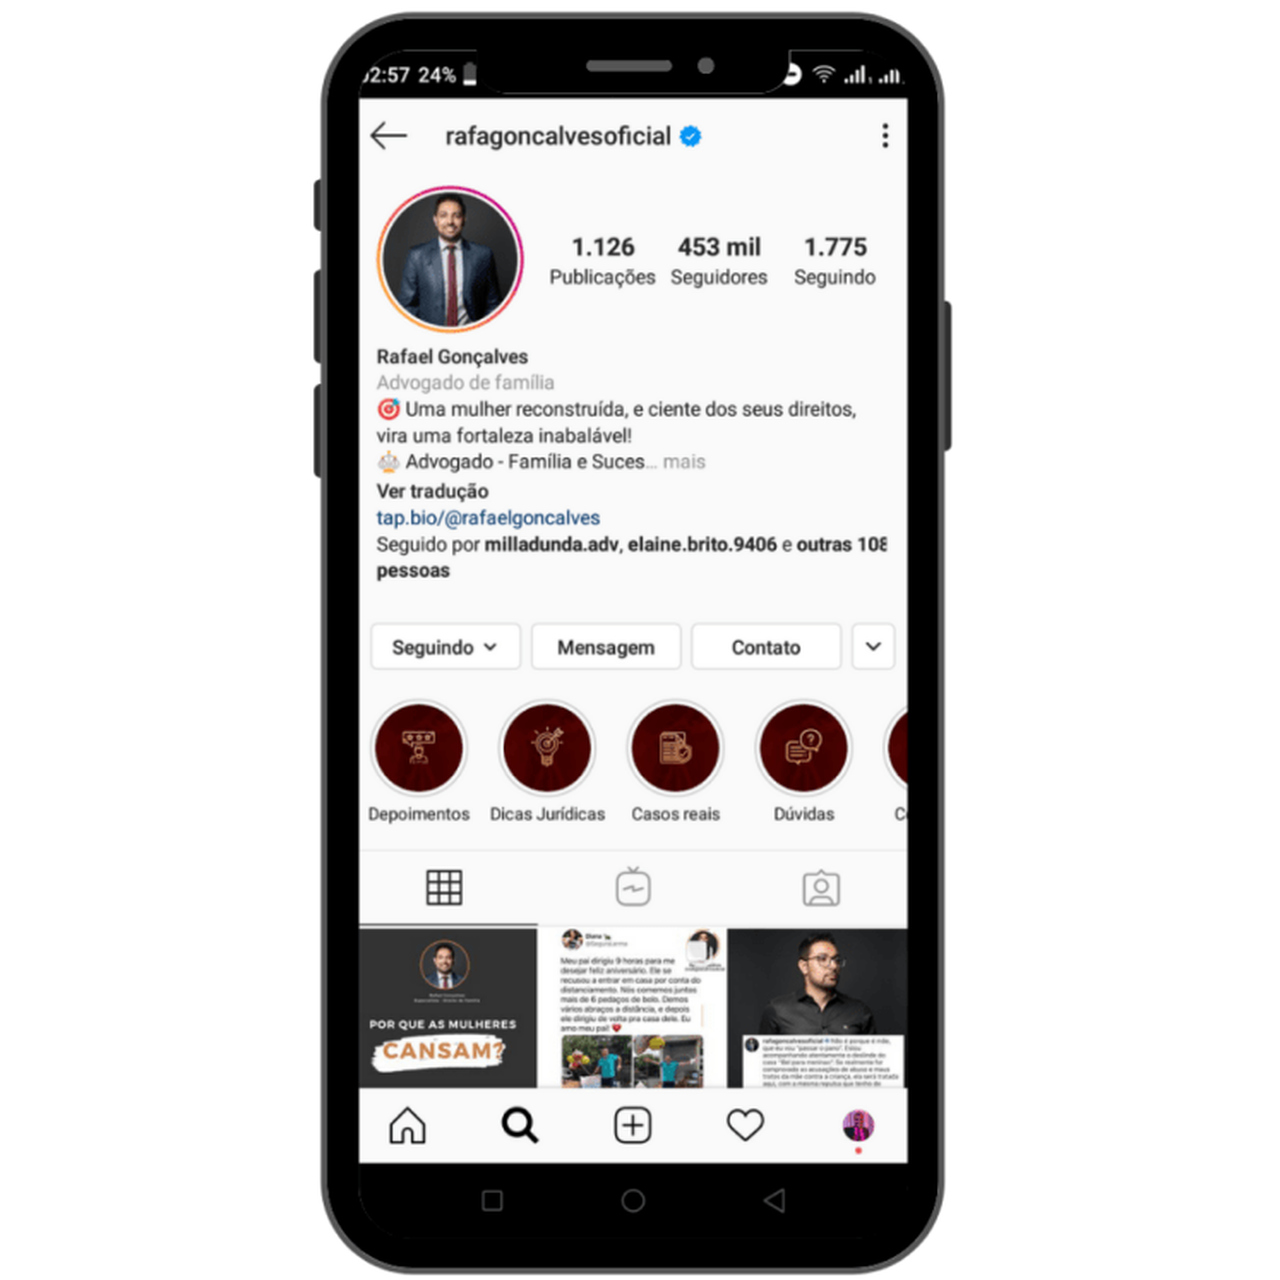 02:57 24%
rafagoncalvesoficial
1.126 453 mil 1.775
Publicações Seguidores Seguindo
Rafael Gonçalves
Advogado de família
🎯 Uma mulher reconstruída, e ciente dos seus direitos,
vira uma fortaleza inabalável!
⚖️ Advogado - Família e Suces... mais
Ver tradução
tap.bio/@rafaelgoncalves
Seguido por milladunda.adv, elaine.brito.9406 e outras 108
pessoas
Seguindo Mensagem Contato
Depoimentos Dicas Jurídicas Casos reais Dúvidas C
POR QUE AS MULHERES
CANSAM?
Meu pai dirigiu 9 horas para me
desejar feliz aniversário. Ele se
recusou a entrar em casa por conta do
distanciamento. Nós comemos juntos
mais de 6 pedaços de bolo. Demos
vários abraços a distância, e depois
ele dirigiu de volta pra casa dele. Eu
amo meu pai! ❤️
rafagoncalvesoficial